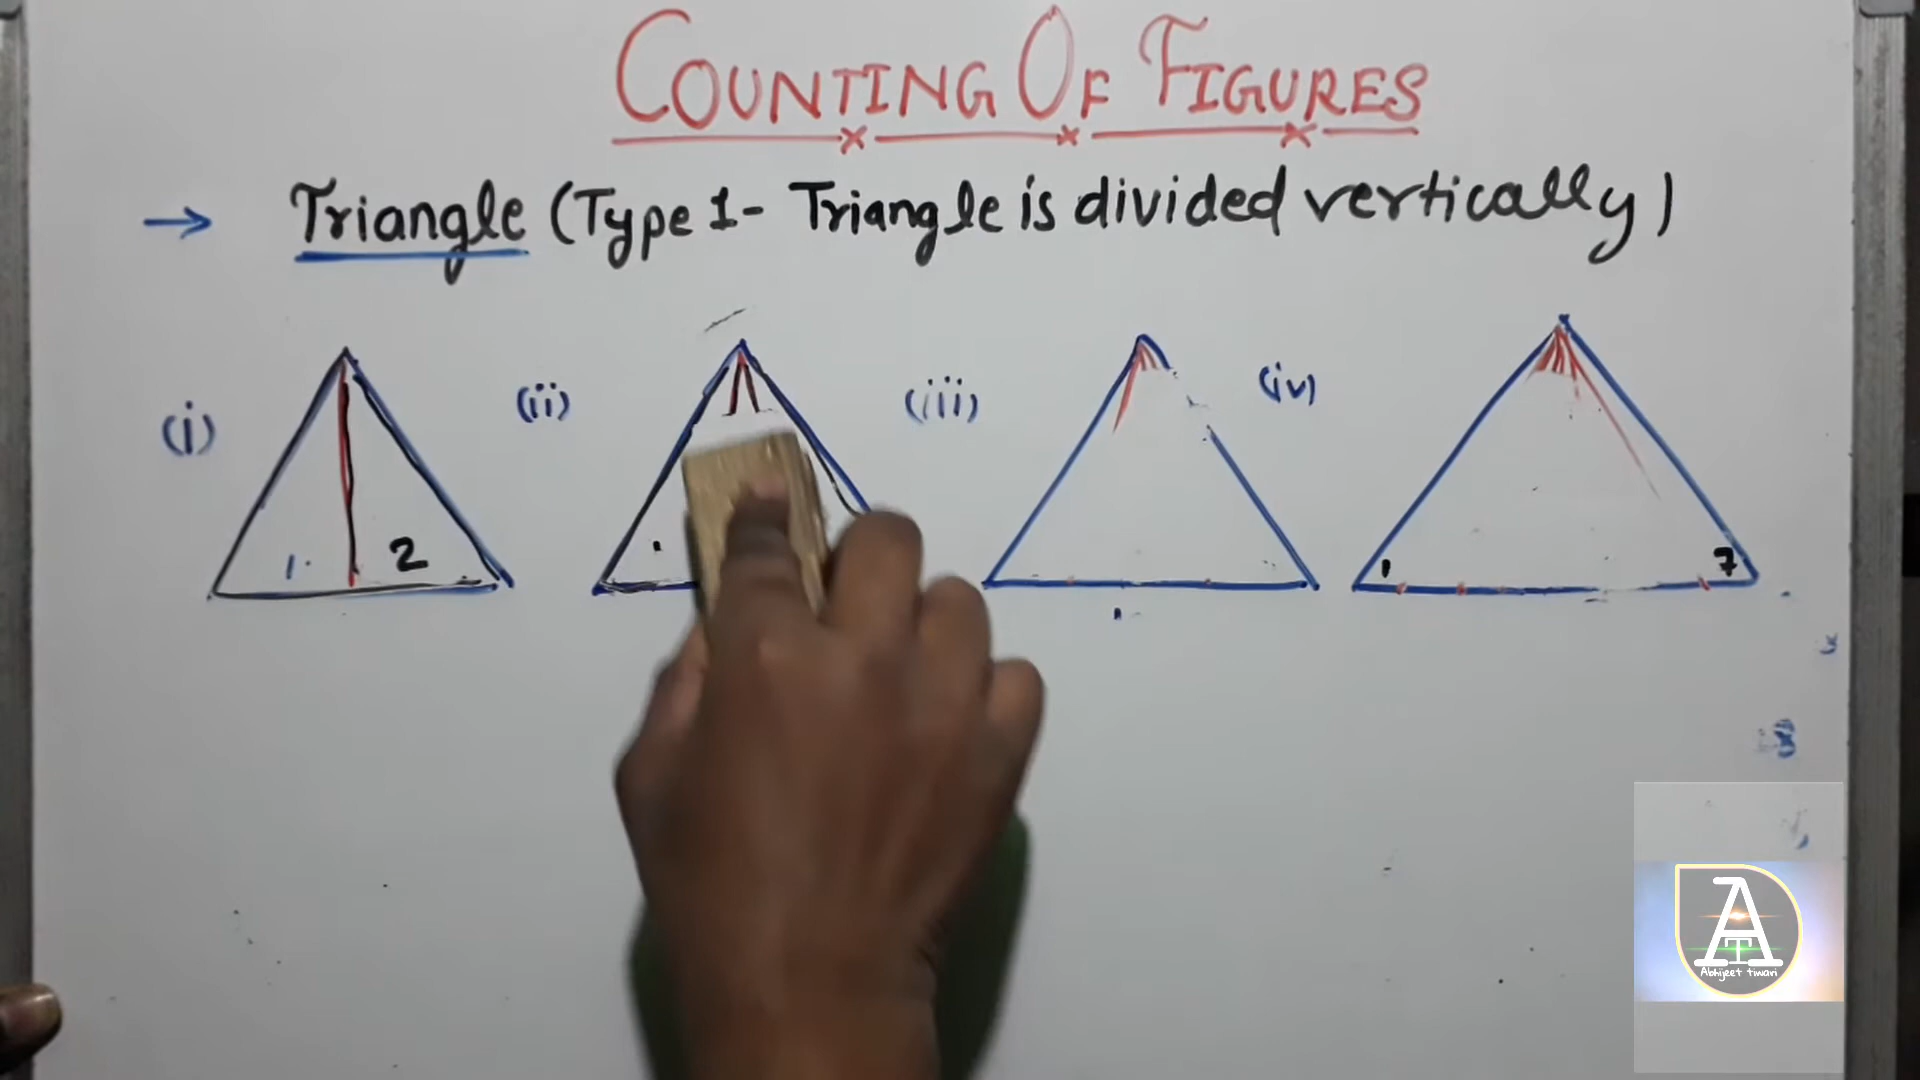 COUNTING OF FIGURES
→ Triangle (Type 1- Triangle is divided vertically)
(i) (ii) (iii) (iv)
1 2 1 7
8
A
T
Abhijeet tiwari